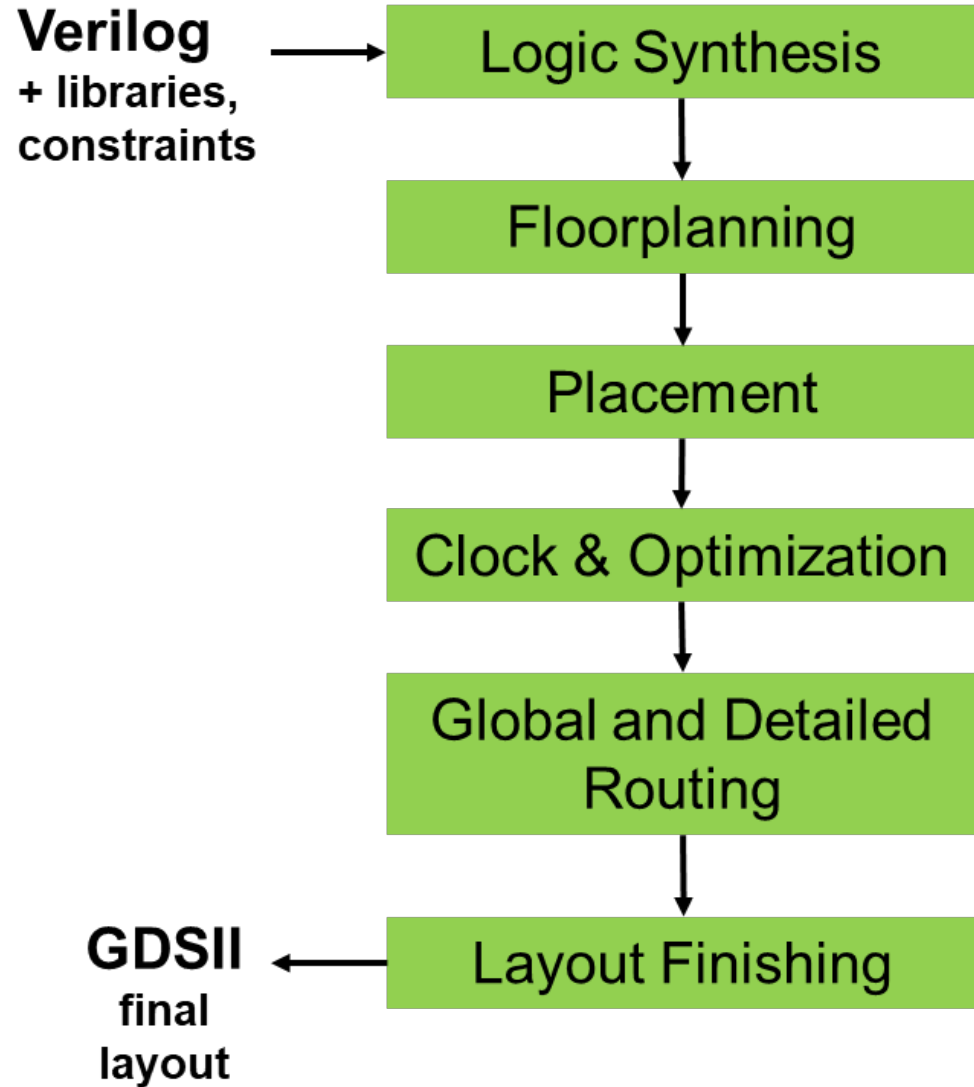 Verilog
+ libraries,
constraints
Logic Synthesis
Floorplanning
Placement
Clock & Optimization
Global and Detailed
Routing
Layout Finishing
GDSII
final
layout